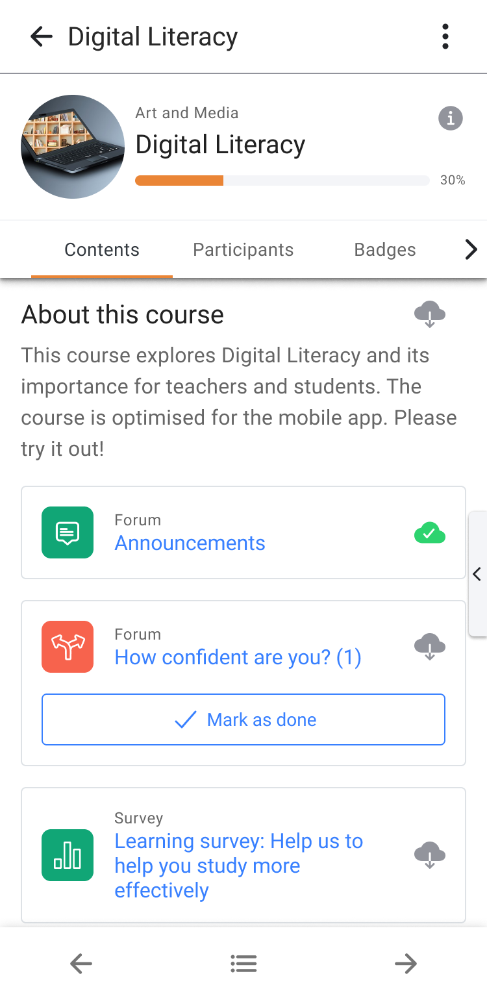 Digital Literacy
Art and Media
Digital Literacy
30%
Contents
Participants
Badges
About this course
This course explores Digital Literacy and its
importance for teachers and students. The
course is optimised for the mobile app. Please
try it out!
Forum
Announcements
Forum
How confident are you? (1)
Mark as done
Survey
Learning survey: Help us to
help you study more
effectively